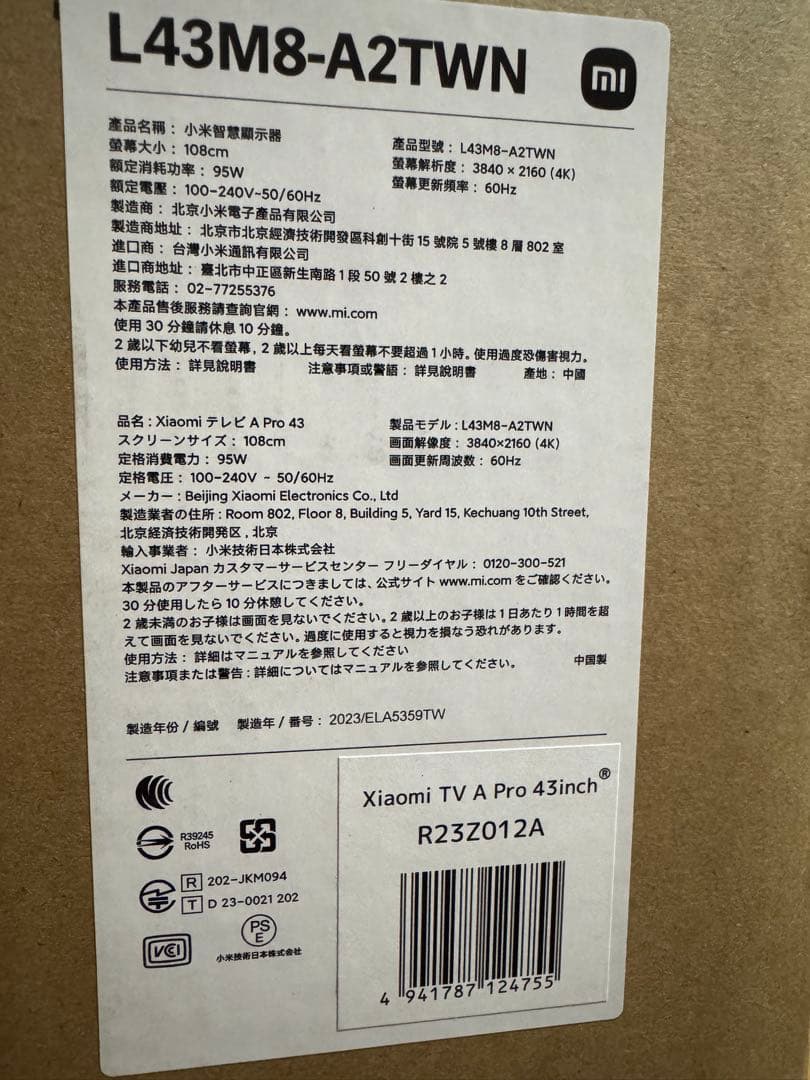 L43M8-A2TWN
產品名稱：小米智慧顯示器
產品型號：L43M8-A2TWN
螢幕大小：108cm
螢幕解析度：3840 × 2160 (4K)
額定消耗功率：95W
螢幕更新頻率：60Hz
額定電壓：100-240V~50/60Hz
製造商：北京小米電子產品有限公司
製造商地址：北京市北京經濟技術開發區科創十街 15 號院 5 號樓 8 層 802 室
進口商：台灣小米通訊有限公司
進口商地址：臺北市中正區新生南路 1 段 50 號 2 樓之 2
服務電話：02-77255376
本產品售後服務請查詢官網：www.mi.com
使用 30 分鐘請休息 10 分鐘。
2 歲以下幼兒不看螢幕，2 歲以上每天看螢幕不要超過 1 小時。使用過度恐傷害視力。
使用方法：詳見說明書 注意事項或警語：詳見說明書 產地：中國
品名：Xiaomi テレビ A Pro 43
製品モデル：L43M8-A2TWN
スクリーンサイズ：108cm
画面解像度：3840×2160 (4K)
定格消費電力：95W
画面更新周波数：60Hz
定格電圧：100-240V ~ 50/60Hz
メーカー：Beijing Xiaomi Electronics Co., Ltd
製造業者の住所：Room 802, Floor 8, Building 5, Yard 15, Kechuang 10th Street,
北京経済技術開発区，北京
輸入事業者：小米技術日本株式会社
Xiaomi Japan カスタマーサービスセンター フリーダイヤル：0120-300-521
本製品のアフターサービスにつきましては、公式サイト www.mi.com をご確認ください。
30 分使用したら 10 分休憩してください。
2 歳未満のお子様は画面を見ないでください。2 歳以上のお子様は 1 日あたり 1 時間を超
えて画面を見ないでください。過度に使用すると視力を損なう恐れがあります。
使用方法：詳細はマニュアルを参照してください
注意事項または警告：詳細についてはマニュアルを参照してください。 中国製
製造年份 / 編號 製造年 / 番号：2023/ELA5359TW
R39245
RoHS
R 202-JKM094
T D 23-0021 202
VCCI
PS
E
小米技術日本株式会社
Xiaomi TV A Pro 43inch®
R23Z012A
4 941787 124755